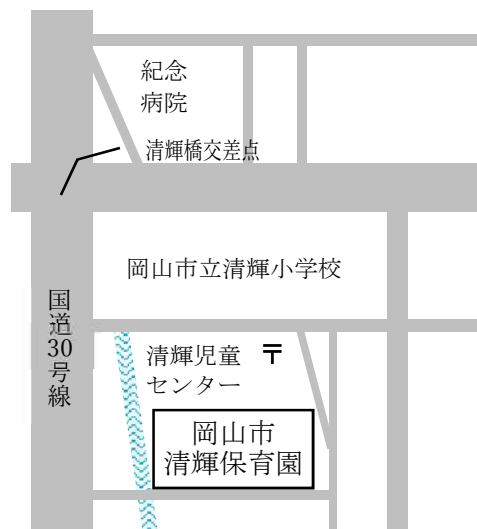 紀念
病院
清輝橋交差点
岡山市立清輝小学校
国道30号線
清輝児童
センター
〒
岡山市
清輝保育園